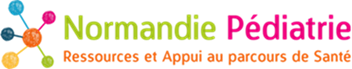 Normandie Pédiatrie
Ressources et Appui au parcours de Santé